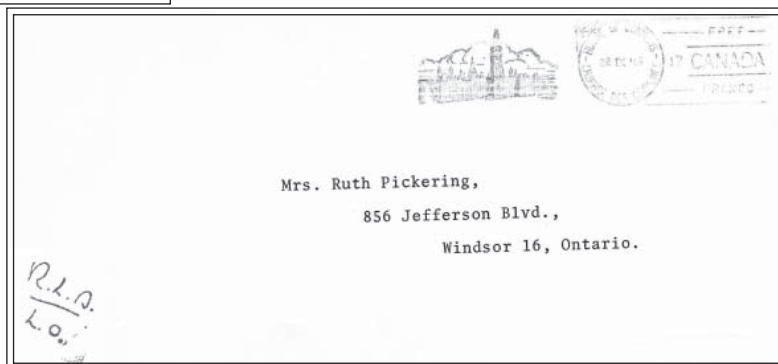 FREE
CANADA
Mrs. Ruth Pickering,
856 Jefferson Blvd.,
Windsor 16, Ontario.
R.L.S.
L.O.